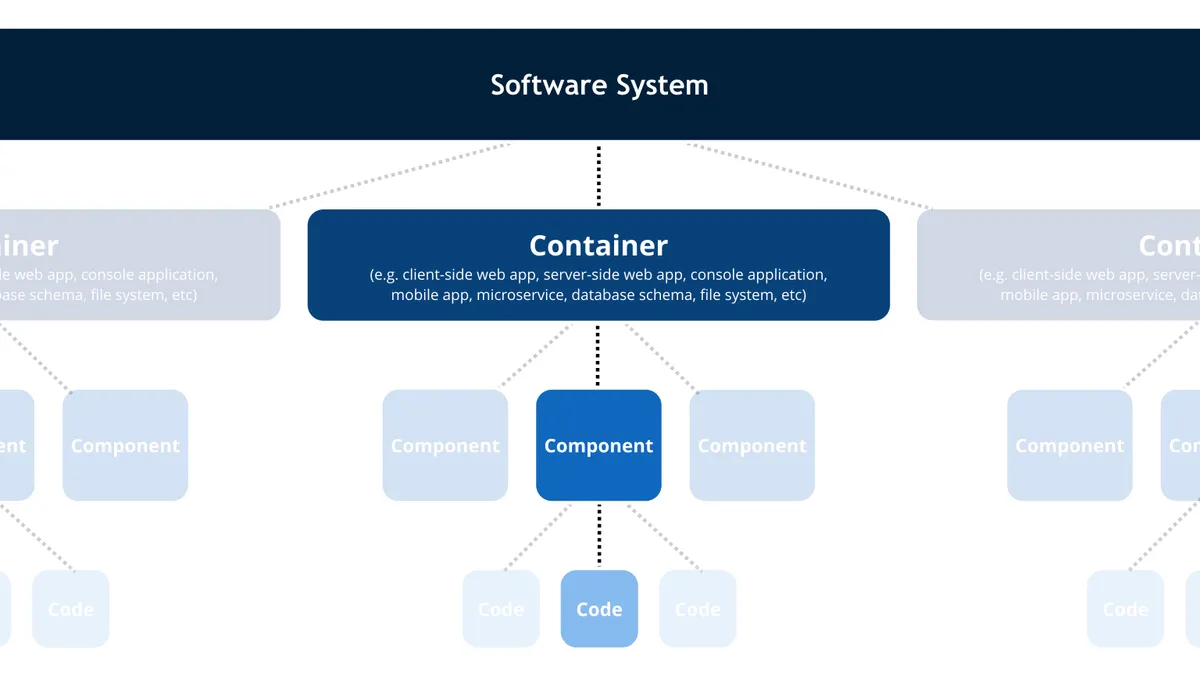 Software System
iner
Container
Cont
le web app, console application,
(e.g. client-side web app, server-side web app, console application,
(e.g. client-side web app, server-
base schema, file system, etc)
mobile app, microservice, database schema, file system, etc)
mobile app, microservice, dat
ent
Component
Component
Component
Component
Component
Con
Code
Code
Code
Code
Code